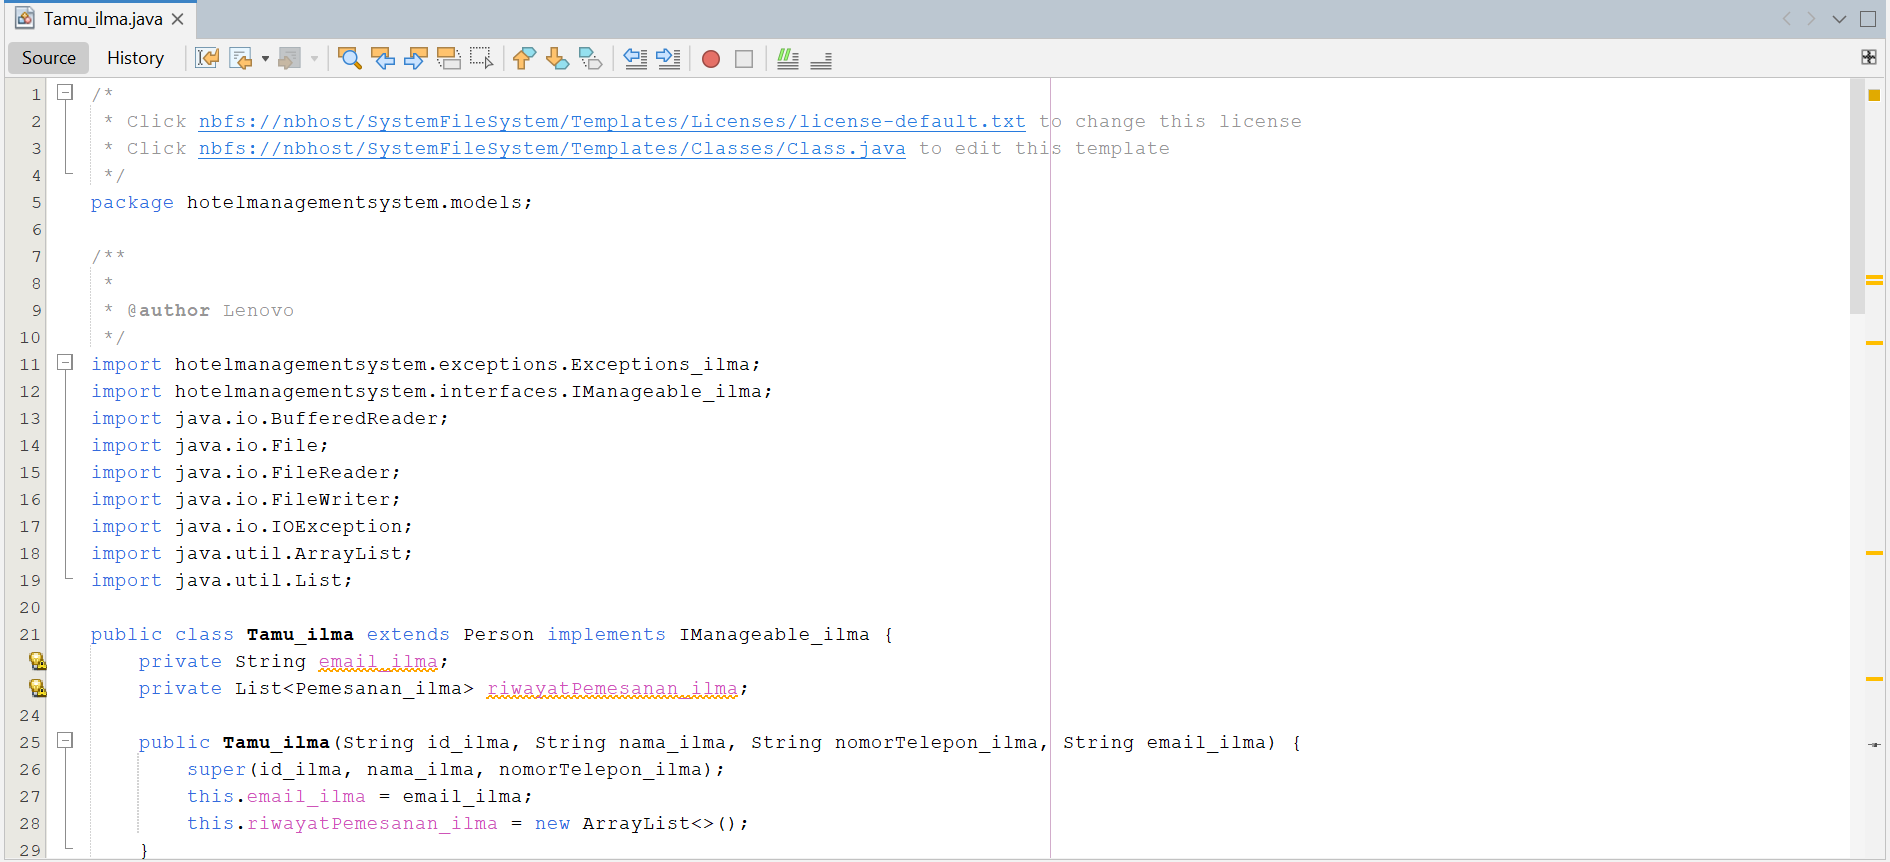 Tamu_ilma.java
Source History
1 /*
2 * Click nbfs://nbhost/SystemFileSystem/Templates/Licenses/license-default.txt to change this license
3 * Click nbfs://nbhost/SystemFileSystem/Templates/Classes/Class.java to edit this template
4 */
5 package hotelmanagementsystem.models;
6
7 /**
8 *
9 * @author Lenovo
10 */
11 import hotelmanagementsystem.exceptions.Exceptions_ilma;
12 import hotelmanagementsystem.interfaces.IManageable_ilma;
13 import java.io.BufferedReader;
14 import java.io.File;
15 import java.io.FileReader;
16 import java.io.FileWriter;
17 import java.io.IOException;
18 import java.util.ArrayList;
19 import java.util.List;
20
21 public class Tamu_ilma extends Person implements IManageable_ilma {
private String email_ilma;
private List<Pemesanan_ilma> riwayatPemesanan_ilma;
24
25 public Tamu_ilma(String id_ilma, String nama_ilma, String nomorTelepon_ilma, String email_ilma) {
26 super(id_ilma, nama_ilma, nomorTelepon_ilma);
27 this.email_ilma = email_ilma;
28 this.riwayatPemesanan_ilma = new ArrayList<>();
29 }